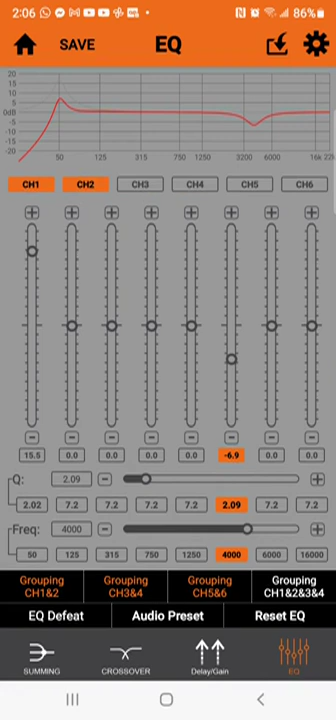 2:06 86%
SAVE EQ
20
15
10
5
0dB
-5
-10
-15
-20
50 125 315 750 1250 3200 6000 16k 22k
CH1 CH2 CH3 CH4 CH5 CH6
15.5 0.0 0.0 0.0 0.0 -6.9 0.0 0.0
Q: 2.09
2.02 7.2 7.2 7.2 7.2 2.09 7.2 7.2
Freq: 4000
50 125 315 750 1250 4000 6000 16000
Grouping Grouping Grouping Grouping
CH1&2 CH3&4 CH5&6 CH1&2&3&4
EQ Defeat Audio Preset Reset EQ
SUMMING CROSSOVER Delay/Gain EQ